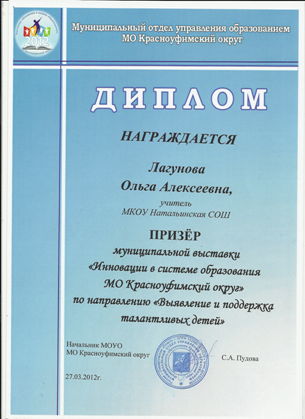 Муниципальный отдел управления образованием
МО Красноуфимский округ
ДИПЛОМ
НАГРАЖДАЕТСЯ
Лагунова
Ольга Алексеевна,
учитель
МКОУ Натальинская СОШ
ПРИЗЁР
муниципальной выставки
«Инновации в системе образования
МО Красноуфимский округ»
по направлению «Выявление и поддержка
талантливых детей»
Начальник МОУО
МО Красноуфимский округ
С.А. Пудова
27.03.2012г.